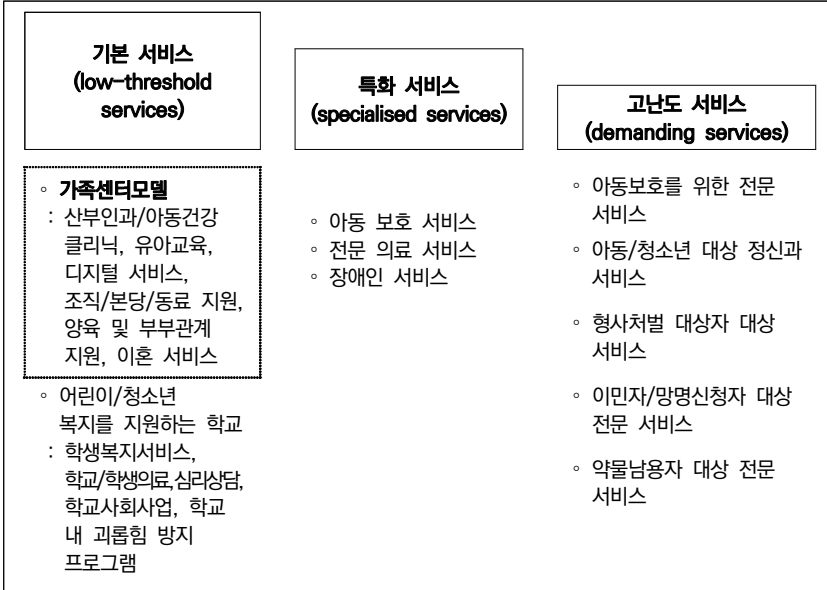 기본 서비스
(low-threshold
services)
◦ 가족센터모델
: 산부인과/아동건강
클리닉, 유아교육,
디지털 서비스,
조직/본당/동료 지원,
양육 및 부부관계
지원, 이혼 서비스
◦ 어린이/청소년
복지를 지원하는 학교
: 학생복지서비스,
학교/학생의료,심리상담,
학교사회사업, 학교
내 괴롭힘 방지
프로그램
특화 서비스
(specialised services)
◦ 아동 보호 서비스
◦ 전문 의료 서비스
◦ 장애인 서비스
고난도 서비스
(demanding services)
◦ 아동보호를 위한 전문
서비스
◦ 아동/청소년 대상 정신과
서비스
◦ 형사처벌 대상자 대상
서비스
◦ 이민자/망명신청자 대상
전문 서비스
◦ 약물남용자 대상 전문
서비스